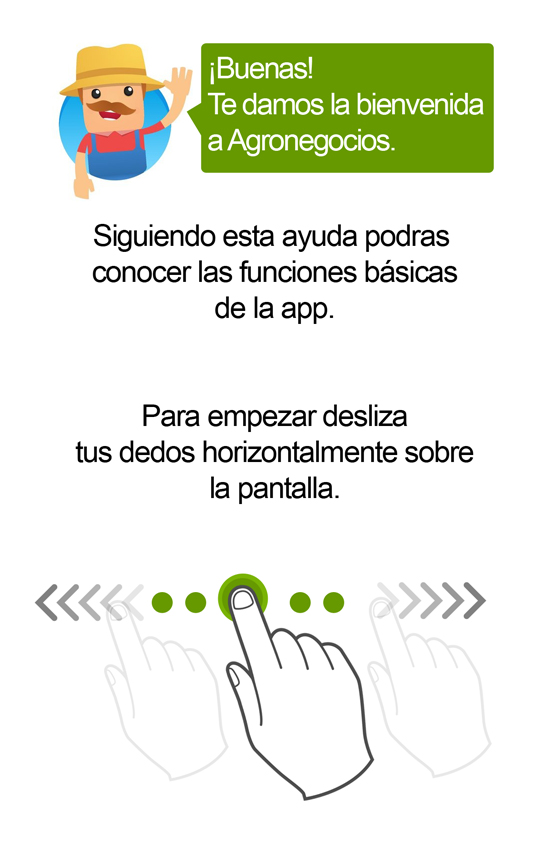 ¡Buenas!
Te damos la bienvenida
a Agronegocios.
Siguiendo esta ayuda podras
conocer las funciones básicas
de la app.
Para empezar desliza
tus dedos horizontalmente sobre
la pantalla.